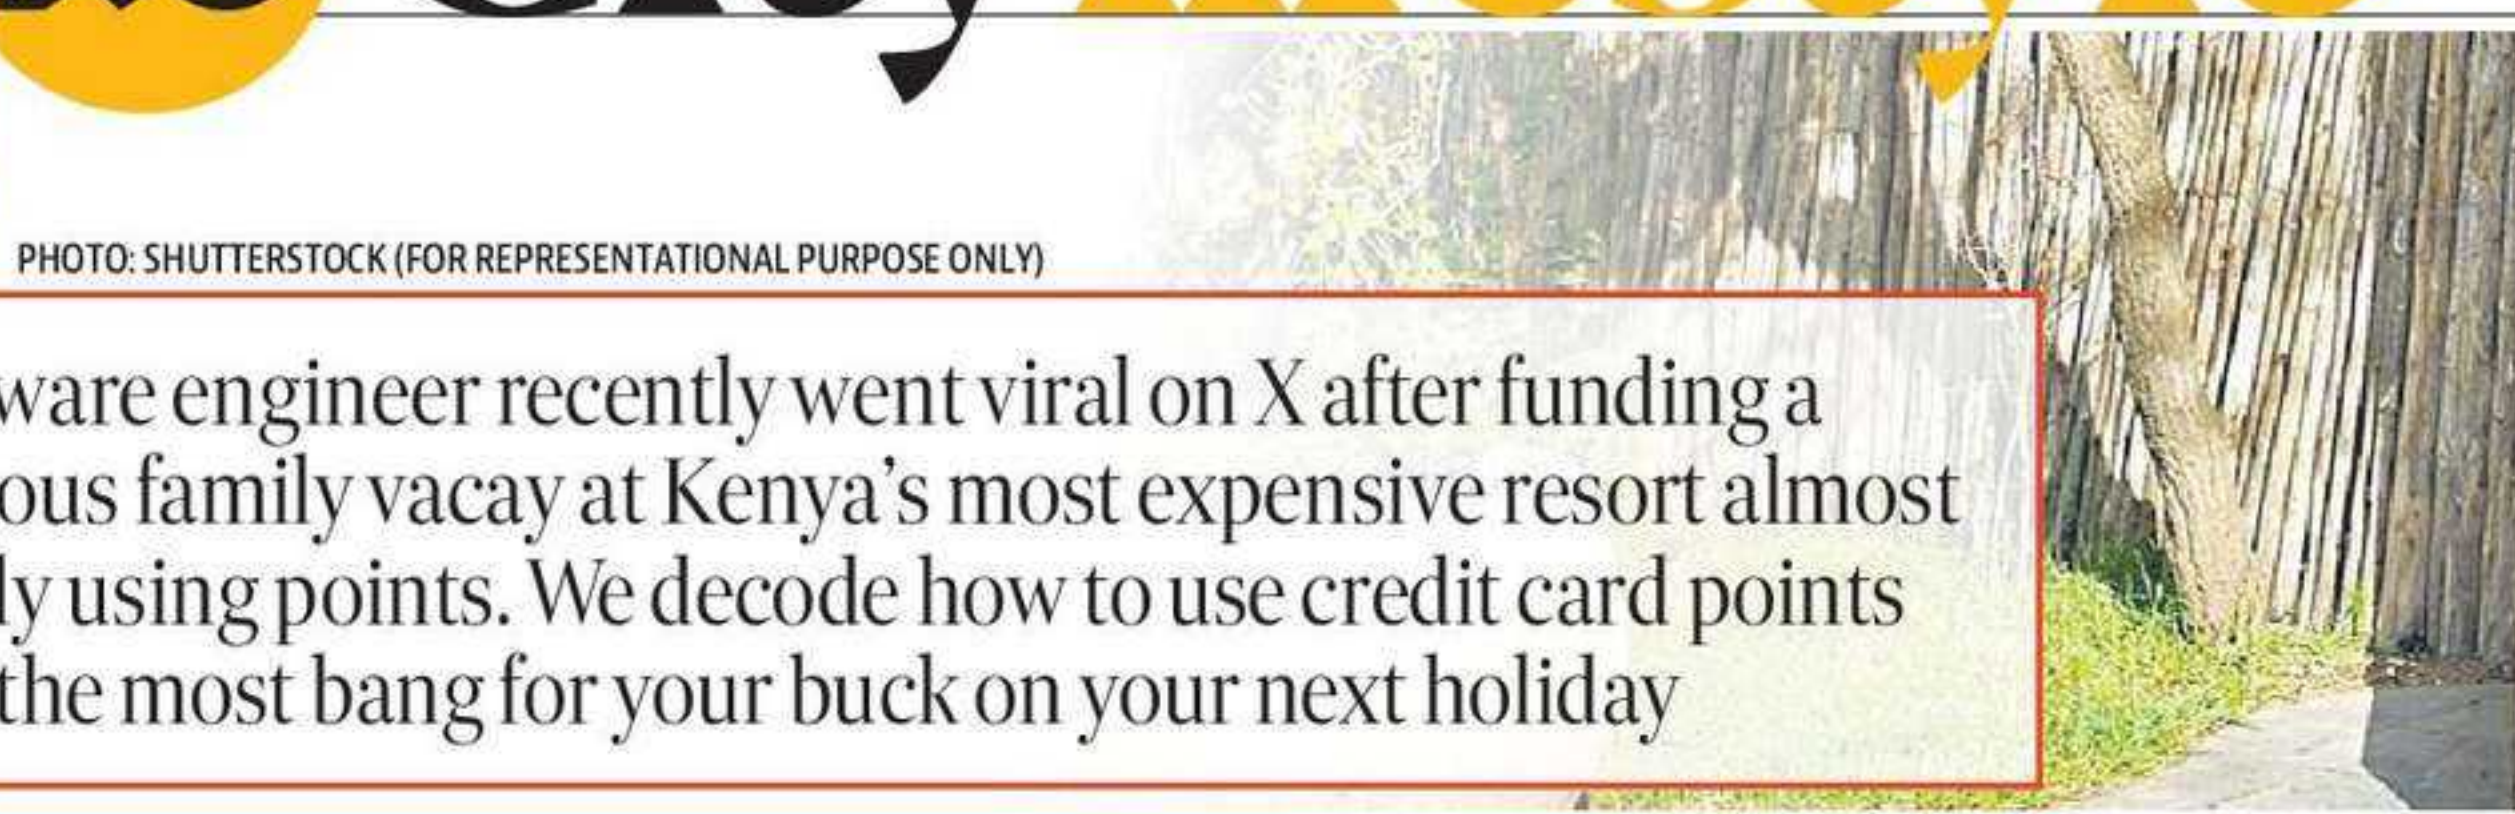 PHOTO: SHUTTERSTOCK (FOR REPRESENTATIONAL PURPOSE ONLY)
ware engineer recently went viral on X after funding a
ous family vacay at Kenya's most expensive resort almost
ly using points. We decode how to use credit card points
the most bang for your buck on your next holiday